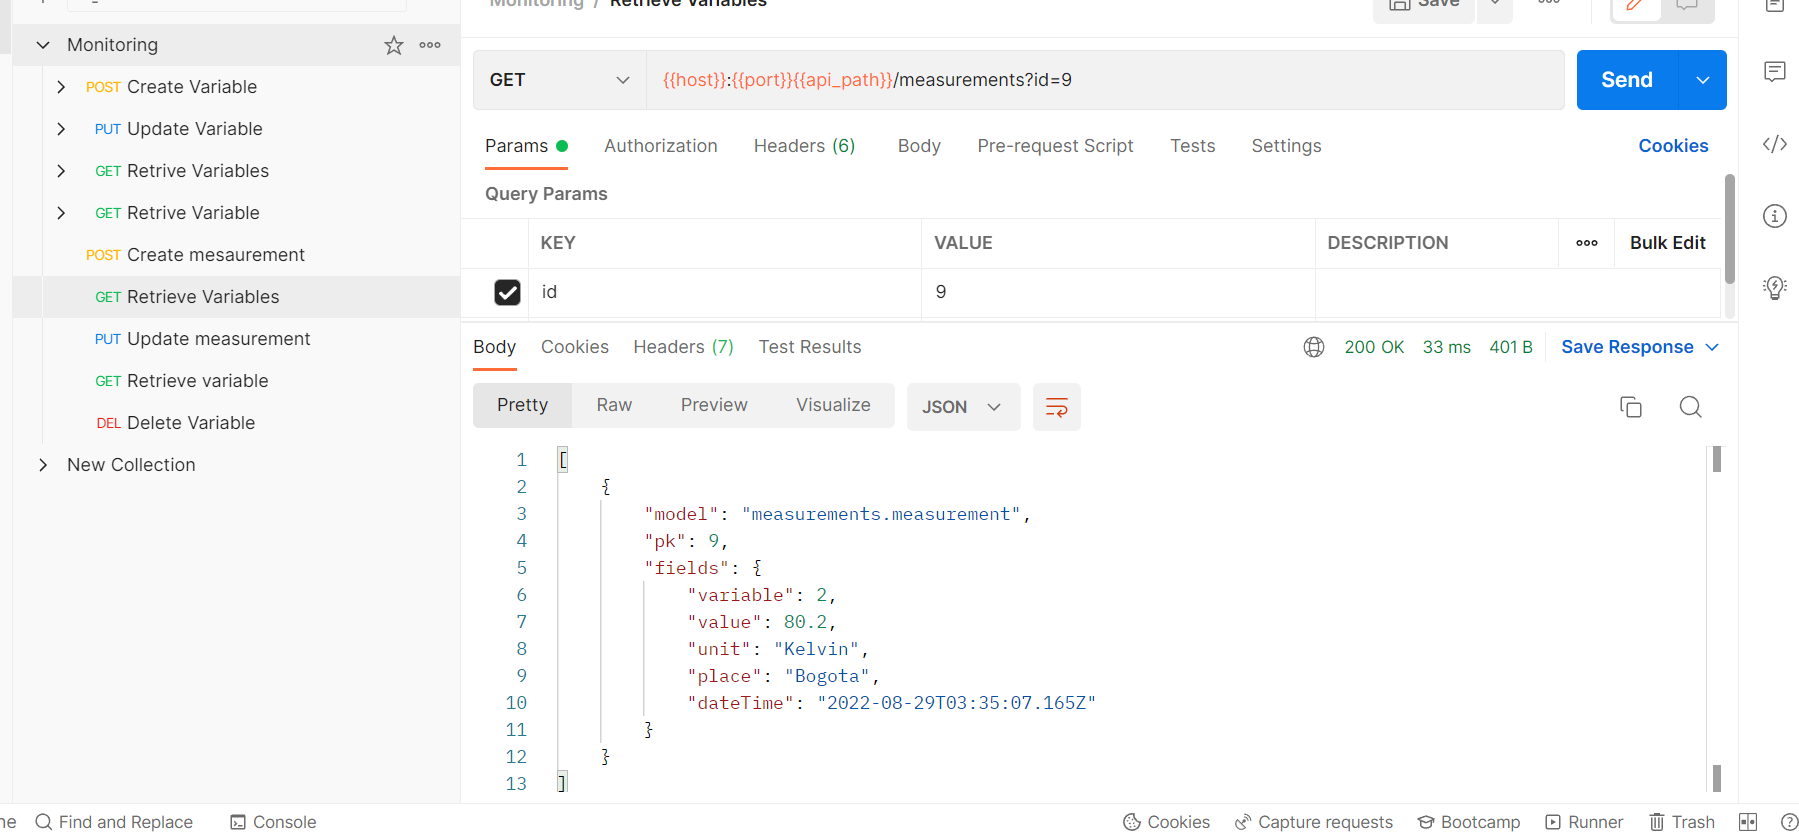 Monitoring / Retrieve Variables
Save
Monitoring
POST Create Variable
PUT Update Variable
GET Retrive Variables
GET Retrive Variable
POST Create mesaurement
GET Retrieve Variables
PUT Update measurement
GET Retrieve variable
DEL Delete Variable
New Collection
GET
{{host}}:{{port}}{{api_path}}/measurements?id=9
Send
Params Authorization Headers (6) Body Pre-request Script Tests Settings Cookies
Query Params
KEY VALUE DESCRIPTION Bulk Edit
id 9
Body Cookies Headers (7) Test Results 200 OK 33 ms 401 B Save Response
Pretty Raw Preview Visualize JSON
1 [
2 {
3 "model": "measurements.measurement",
4 "pk": 9,
5 "fields": {
6 "variable": 2,
7 "value": 80.2,
8 "unit": "Kelvin",
9 "place": "Bogota",
10 "dateTime": "2022-08-29T03:35:07.165Z"
11 }
12 }
13 ]
Find and Replace Console Cookies Capture requests Bootcamp Runner Trash